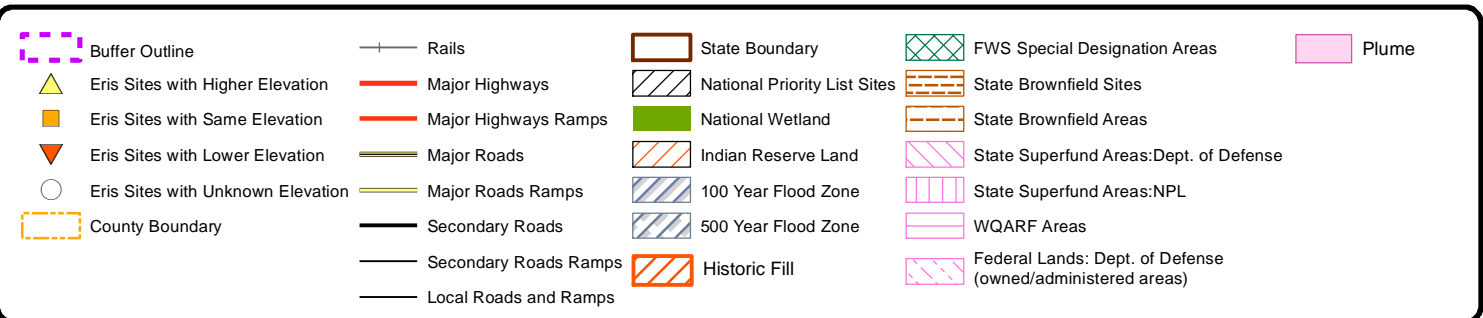 Buffer Outline
Eris Sites with Higher Elevation
Eris Sites with Same Elevation
Eris Sites with Lower Elevation
Eris Sites with Unknown Elevation
County Boundary
Rails
Major Highways
Major Highways Ramps
Major Roads
Major Roads Ramps
Secondary Roads
Secondary Roads Ramps
Local Roads and Ramps
State Boundary
National Priority List Sites
National Wetland
Indian Reserve Land
100 Year Flood Zone
500 Year Flood Zone
Historic Fill
FWS Special Designation Areas
State Brownfield Sites
State Brownfield Areas
State Superfund Areas:Dept. of Defense
State Superfund Areas:NPL
WQARF Areas
Federal Lands: Dept. of Defense
(owned/administered areas)
Plume